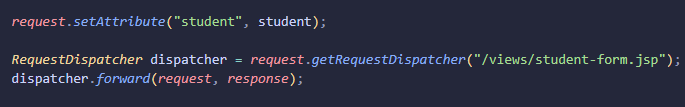 request.setAttribute("student", student);
RequestDispatcher dispatcher = request.getRequestDispatcher("/views/student-form.jsp");
dispatcher.forward(request, response);